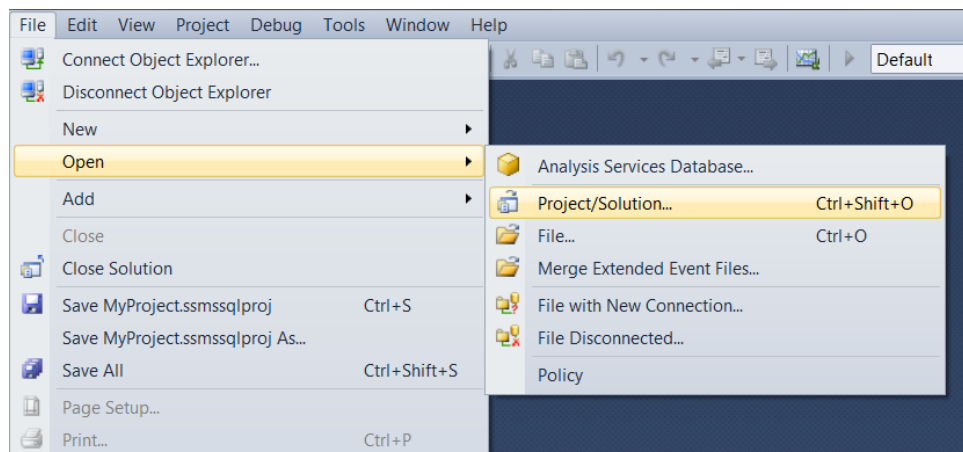 File Edit View Project Debug Tools Window Help
Connect Object Explorer...
Default
Disconnect Object Explorer
New
Open
Add
Close
Close Solution
Save MyProject.ssmssqlproj Ctrl+S
Save MyProject.ssmssqlproj As...
Save All Ctrl+Shift+S
Page Setup...
Print... Ctrl+P
Analysis Services Database...
Project/Solution... Ctrl+Shift+O
File... Ctrl+O
Merge Extended Event Files...
File with New Connection...
File Disconnected...
Policy